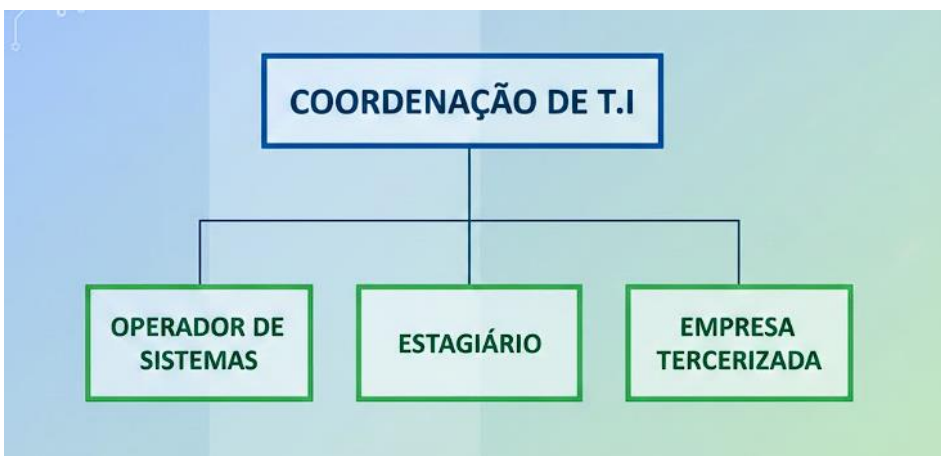 COORDENAÇÃO DE T.I
OPERADOR DE
SISTEMAS
ESTAGIÁRIO
EMPRESA
TERCERIZADA